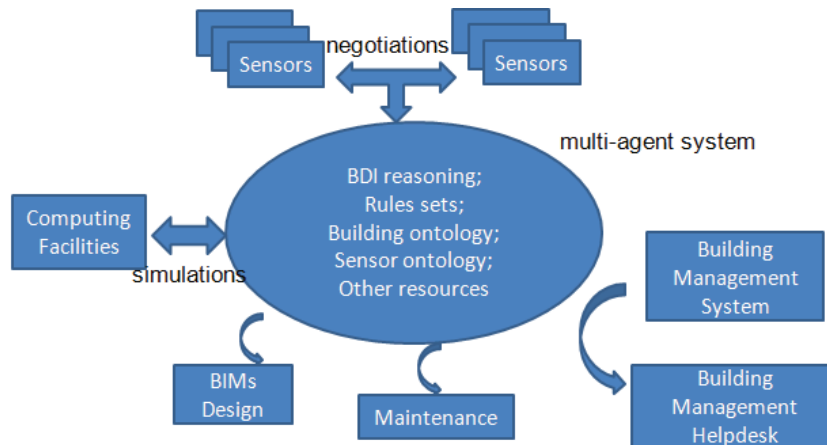 negotiations
Sensors
Sensors
multi-agent system
BDI reasoning;
Rules sets;
Building ontology;
Sensor ontology;
Other resources
Computing
Facilities
simulations
Building
Management
System
BIMs
Design
Maintenance
Building
Management
Helpdesk